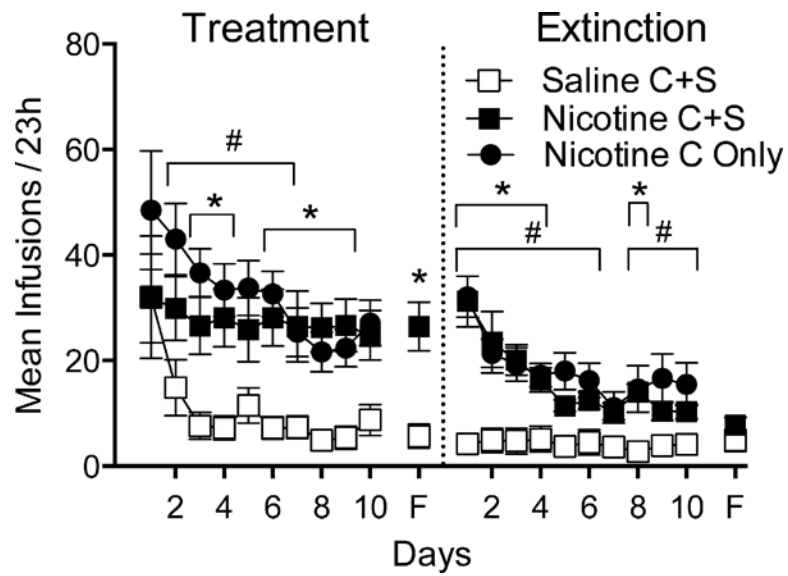 Treatment
Extinction
Mean Infusions / 23h
80
60
40
20
0
Saline C+S
Nicotine C+S
Nicotine C Only
#
*
*
*
*
#
*
#
2 4 6 8 10 F
2 4 6 8 10 F
Days